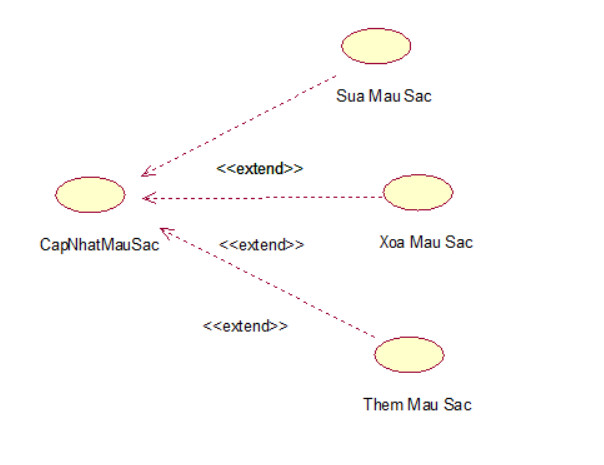 Sua Mau Sac
<<extend>>
CapNhatMauSac
<<extend>>
Xoa Mau Sac
<<extend>>
Them Mau Sac